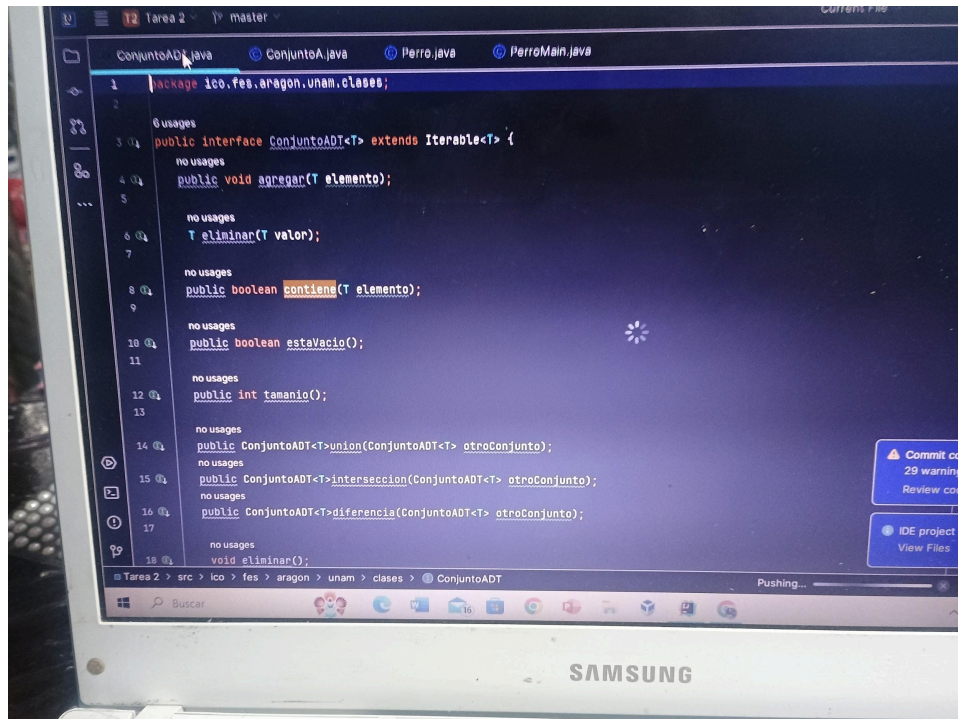 T2 Tarea 2 master Current File
ConjuntoADT.java ConjuntoA.java Perro.java PerroMain.java
1 package ico.fes.aragon.unam.clases;
2
6 usages
3 public interface ConjuntoADT<T> extends Iterable<T> {
no usages
4 public void agregar(T elemento);
5
no usages
6 T eliminar(T valor);
7
no usages
8 public boolean contiene(T elemento);
9
no usages
10 public boolean estaVacio();
11
no usages
12 public int tamanio();
13
no usages
14 public ConjuntoADT<T>union(ConjuntoADT<T> otroConjunto);
no usages
15 public ConjuntoADT<T>interseccion(ConjuntoADT<T> otroConjunto);
no usages
16 public ConjuntoADT<T>diferencia(ConjuntoADT<T> otroConjunto);
17
no usages
18 void eliminar();
Commit co
29 warning
Review co
IDE project
View Files
Tarea 2 > src > ico > fes > aragon > unam > clases > ConjuntoADT
Pushing...
Buscar 16
SAMSUNG